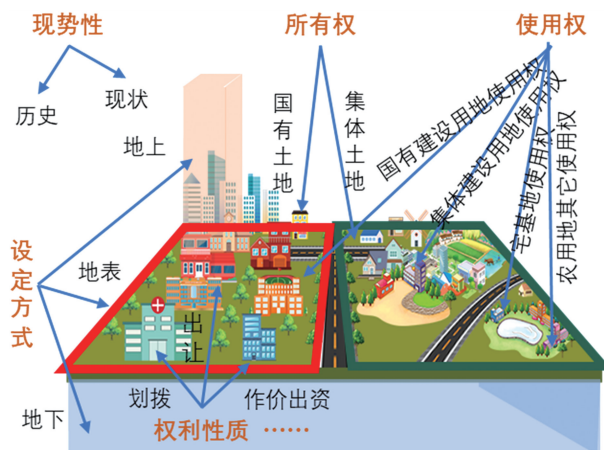 现势性
所有权
使用权
历史
现状
地上
国有土地
集体土地
国有建设用地使用权
集体建设用地使用权
宅基地使用权
农用地其它使用权
设定方式
地表
出让
划拨
作价出资
地下
权利性质 ……